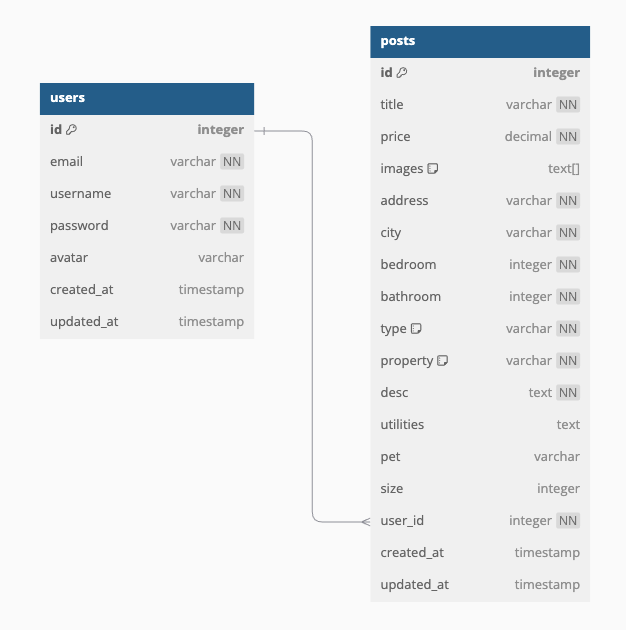 users
id integer
email varchar NN
username varchar NN
password varchar NN
avatar varchar
created_at timestamp
updated_at timestamp
posts
id integer
title varchar NN
price decimal NN
images text[]
address varchar NN
city varchar NN
bedroom integer NN
bathroom integer NN
type varchar NN
property varchar NN
desc text NN
utilities text
pet varchar
size integer
user_id integer NN
created_at timestamp
updated_at timestamp